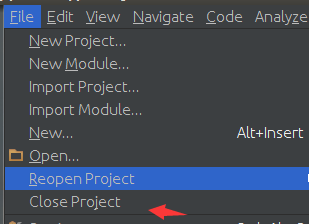 File Edit View Navigate Code Analyze
New Project...
New Module...
Import Project...
Import Module...
New... Alt+Insert
Open...
Reopen Project
Close Project